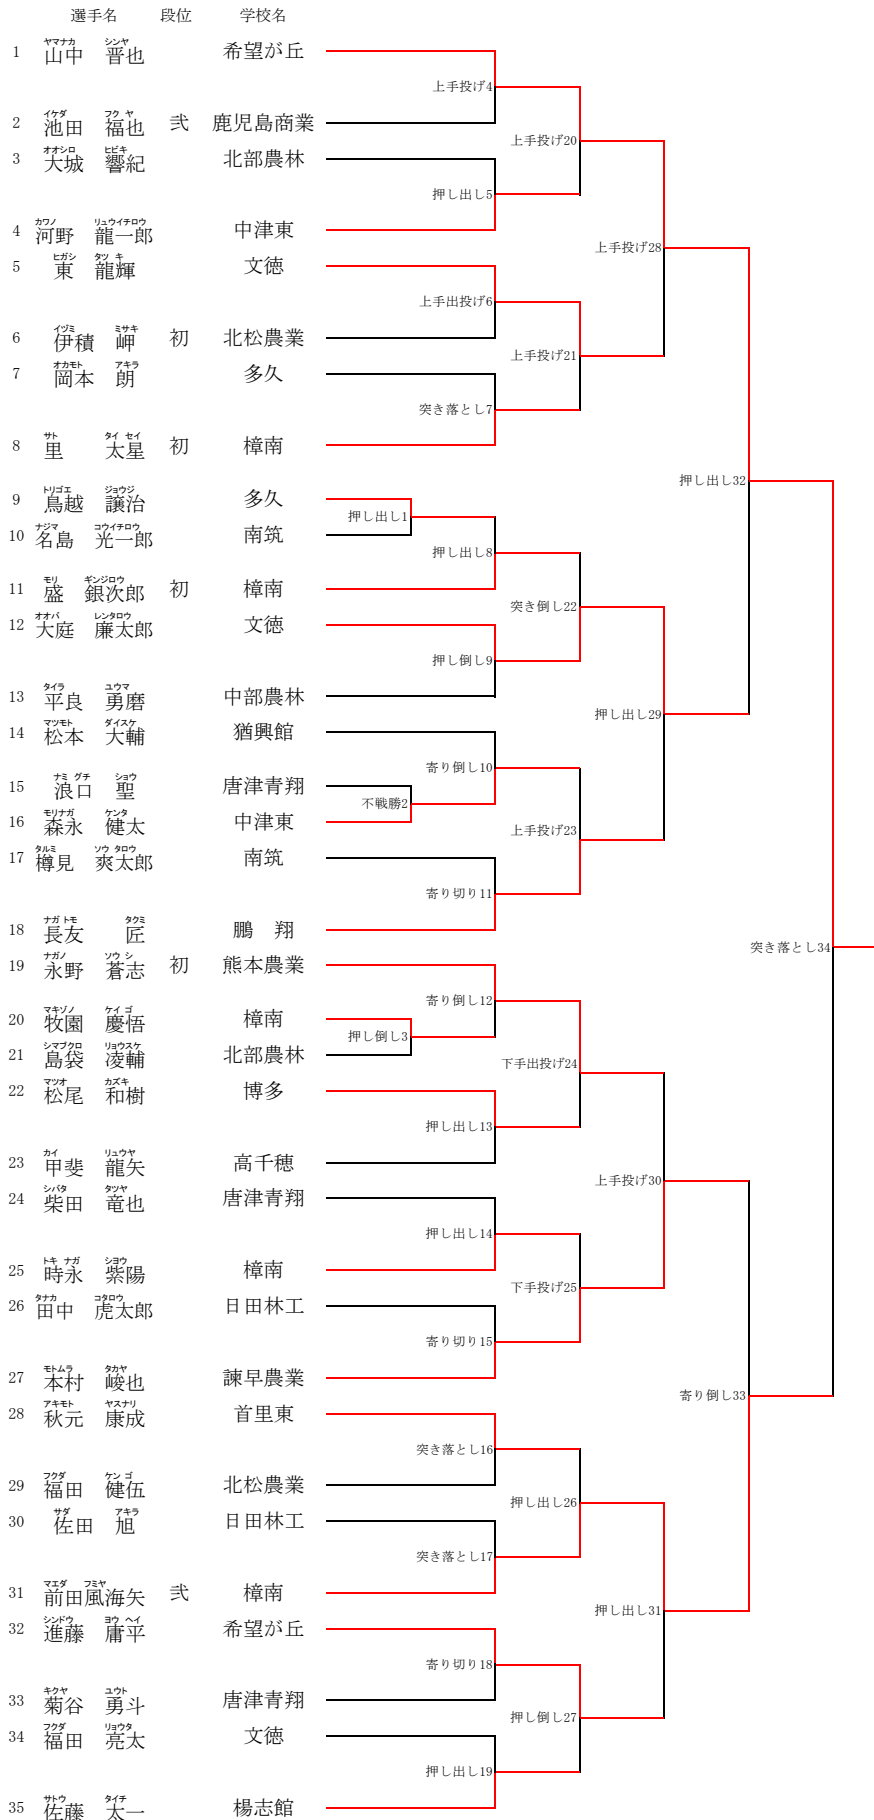 選手名 段位 学校名
ヤマナカ シンヤ
1 山中 晋也 希望が丘
上手投げ4
イケダ フク ヤ
2 池田 福也 弐 鹿児島商業
上手投げ20
オオシロ ヒビキ
3 大城 響紀 北部農林
押し出し5
カワノ リュウイチロウ
4 河野 龍一郎 中津東
上手投げ28
ヒガシ タツ キ
5 東 龍輝 文徳
上手出投げ6
イヅミ ミサキ
6 伊積 岬 初 北松農業
上手投げ21
オカモト アキラ
7 岡本 朗 多久
突き落とし7
サト タイ セイ
8 里 太星 初 樟南
押し出し32
トリゴエ ジョウジ
9 鳥越 譲治 多久
押し出し1
ナジマ コウイチロウ
10 名島 光一郎 南筑
押し出し8
モリ ギンジロウ
11 盛 銀次郎 初 樟南
突き倒し22
オオバ レンタロウ
12 大庭 廉太郎 文徳
押し倒し9
タイラ ユウマ
13 平良 勇磨 中部農林
押し出し29
マツモト ダイスケ
14 松本 大輔 猶興館
寄り倒し10
ナミ グチ ショウ
15 浪口 聖 唐津青翔
不戦勝2
モリナガ ケンタ
16 森永 健太 中津東
上手投げ23
タルミ ソウ タロウ
17 樽見 爽太郎 南筑
寄り切り11
ナガ トモ タクミ
18 長友 匠 鵬 翔
突き落とし34
ナガノ ソウ シ
19 永野 蒼志 初 熊本農業
寄り倒し12
マキゾノ ケイ ゴ
20 牧園 慶悟 樟南
押し倒し3
シマブクロ リョウスケ
21 島袋 凌輔 北部農林
下手出投げ24
マツオ カズキ
22 松尾 和樹 博多
押し出し13
カイ リュウヤ
23 甲斐 龍矢 高千穂
上手投げ30
シバタ タツヤ
24 柴田 竜也 唐津青翔
押し出し14
トキ ナガ シヨウ
25 時永 紫陽 樟南
下手投げ25
タナカ コタロウ
26 田中 虎太郎 日田林工
寄り切り15
モトムラ タカヤ
27 本村 峻也 諫早農業
寄り倒し33
アキモト ヤスナリ
28 秋元 康成 首里東
突き落とし16
フクダ ケン ゴ
29 福田 健伍 北松農業
押し出し26
サダ アキラ
30 佐田 旭 日田林工
突き落とし17
マエダ フミヤ
31 前田風海矢 弐 樟南
押し出し31
シンドウ ヨウ ヘイ
32 進藤 庸平 希望が丘
寄り切り18
キクヤ ユウト
33 菊谷 勇斗 唐津青翔
押し倒し27
フクダ リョウタ
34 福田 亮太 文徳
押し出し19
サトウ タイチ
35 佐藤 太一 楊志館